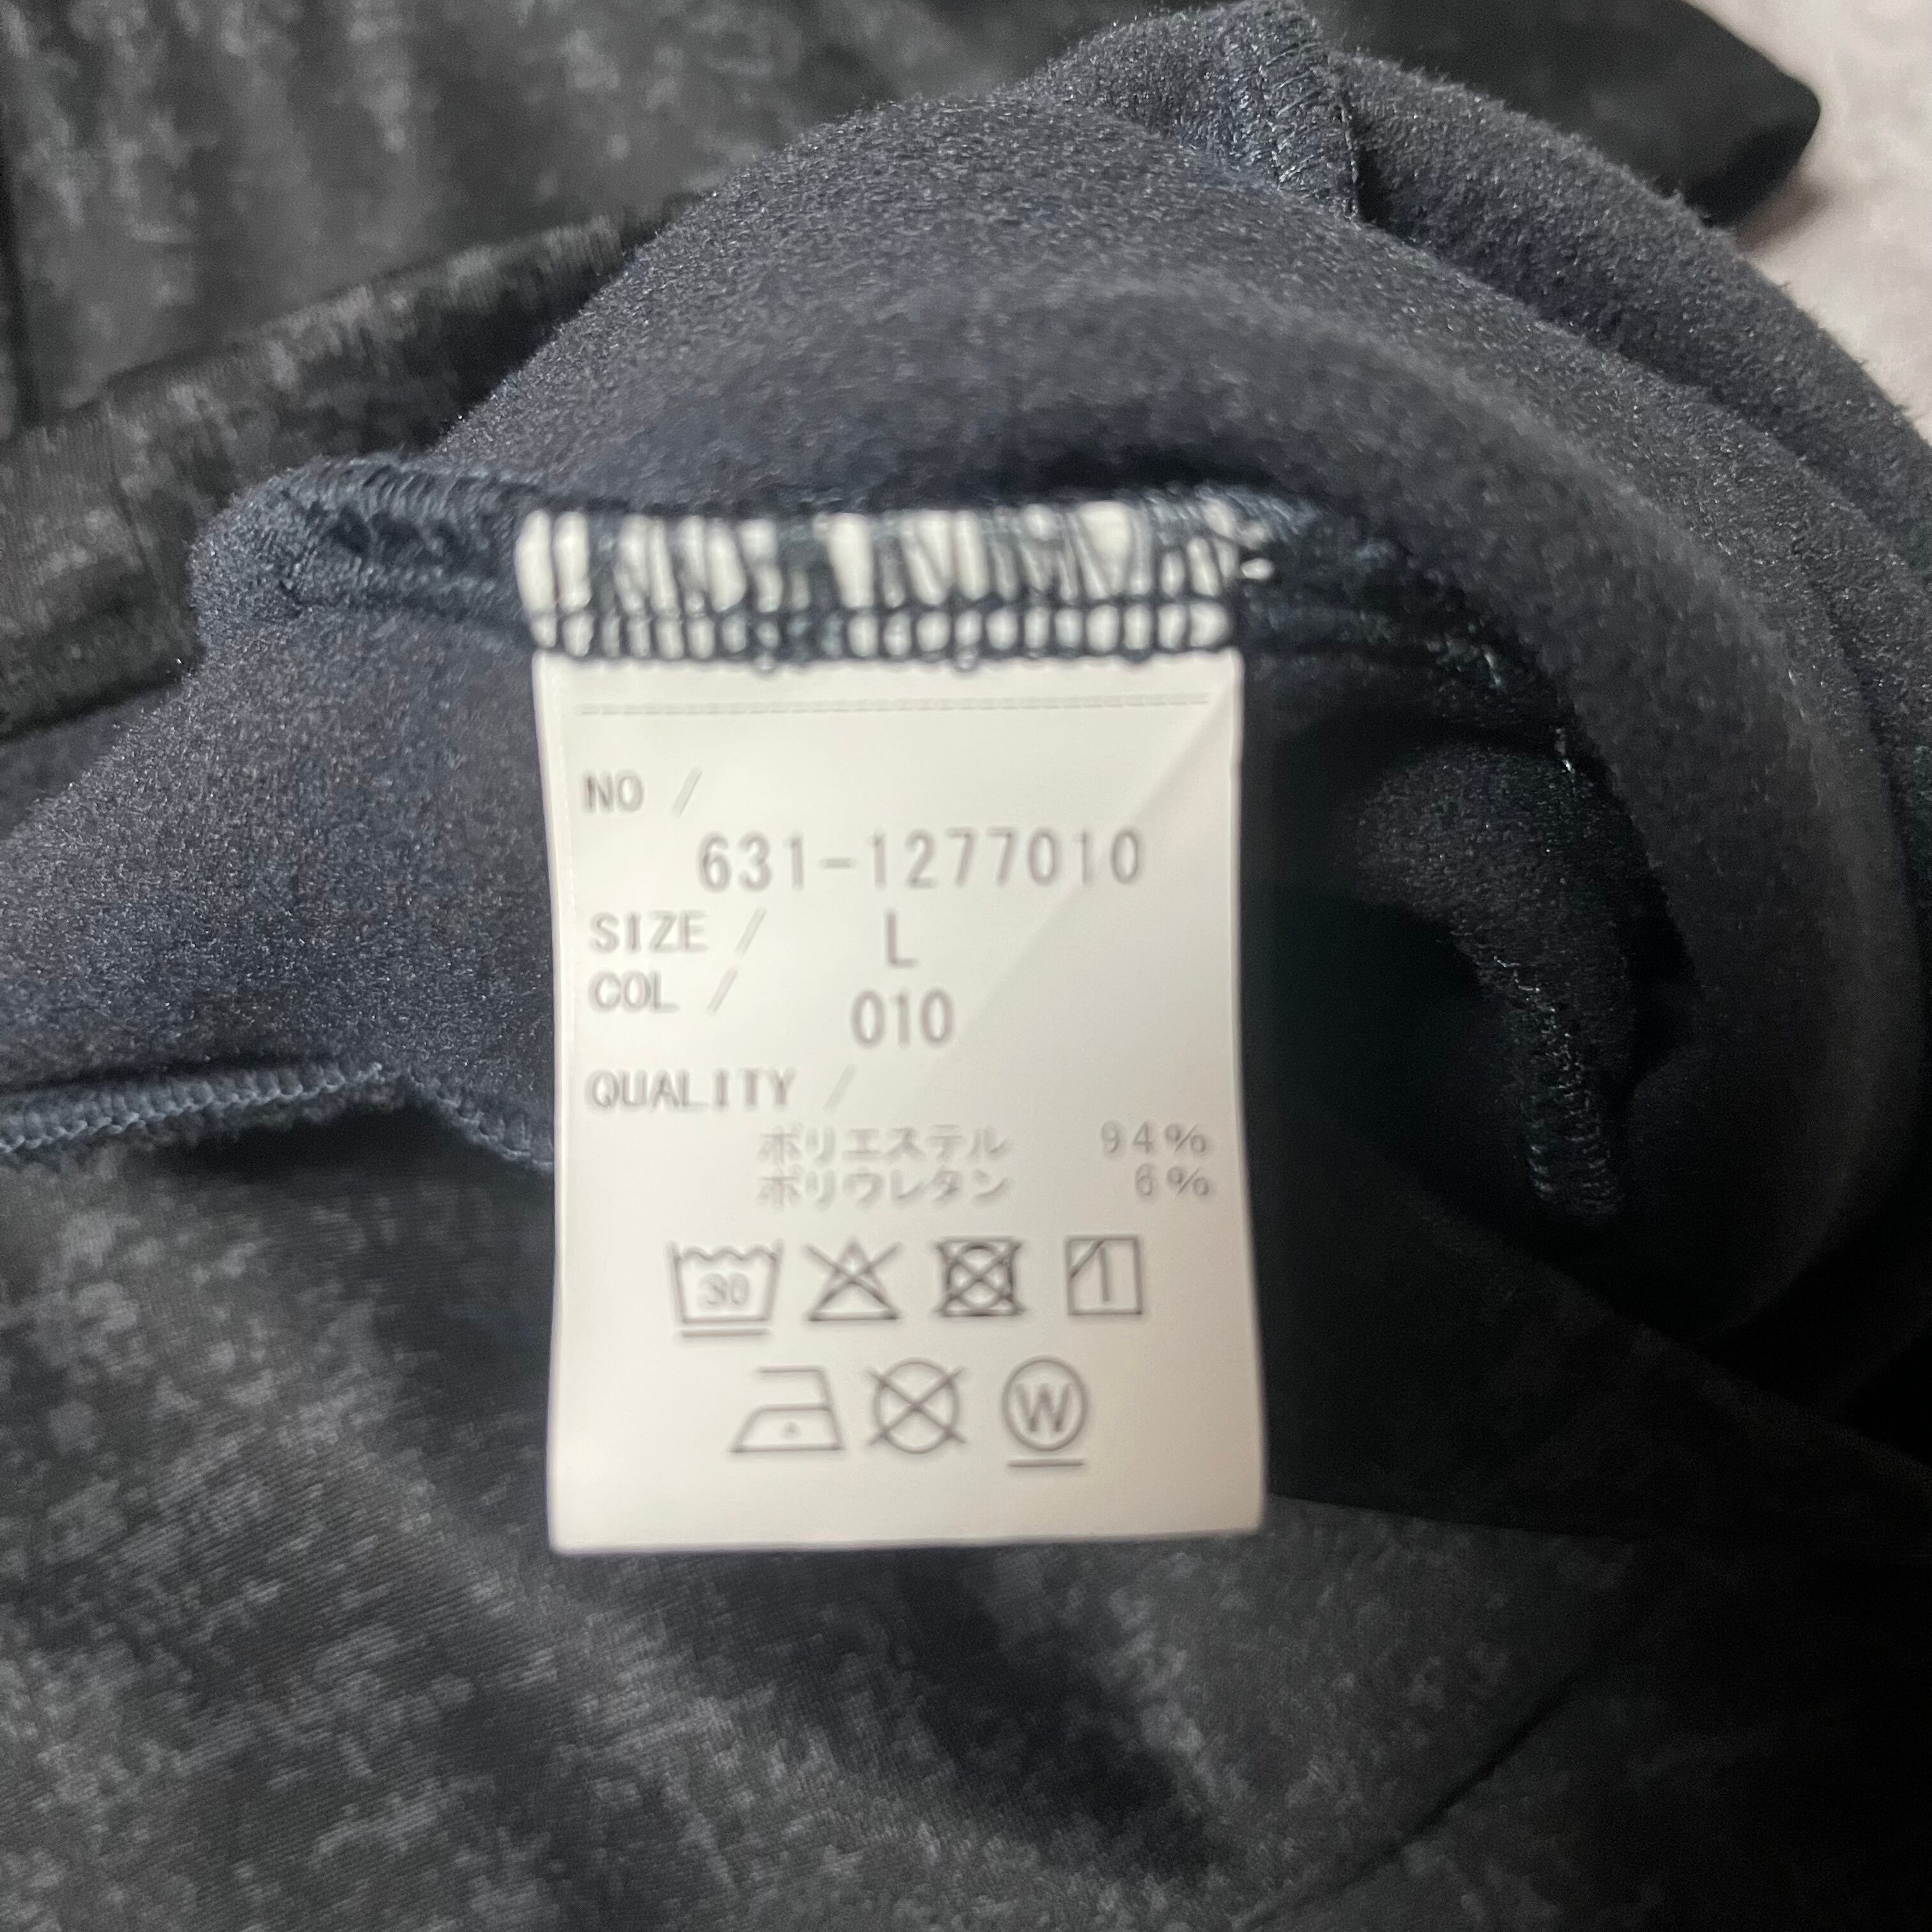 NO /
631-1277010
SIZE / L
COL / 010
QUALITY /
ポリエステル 94%
ポリウレタン 6%
30
W